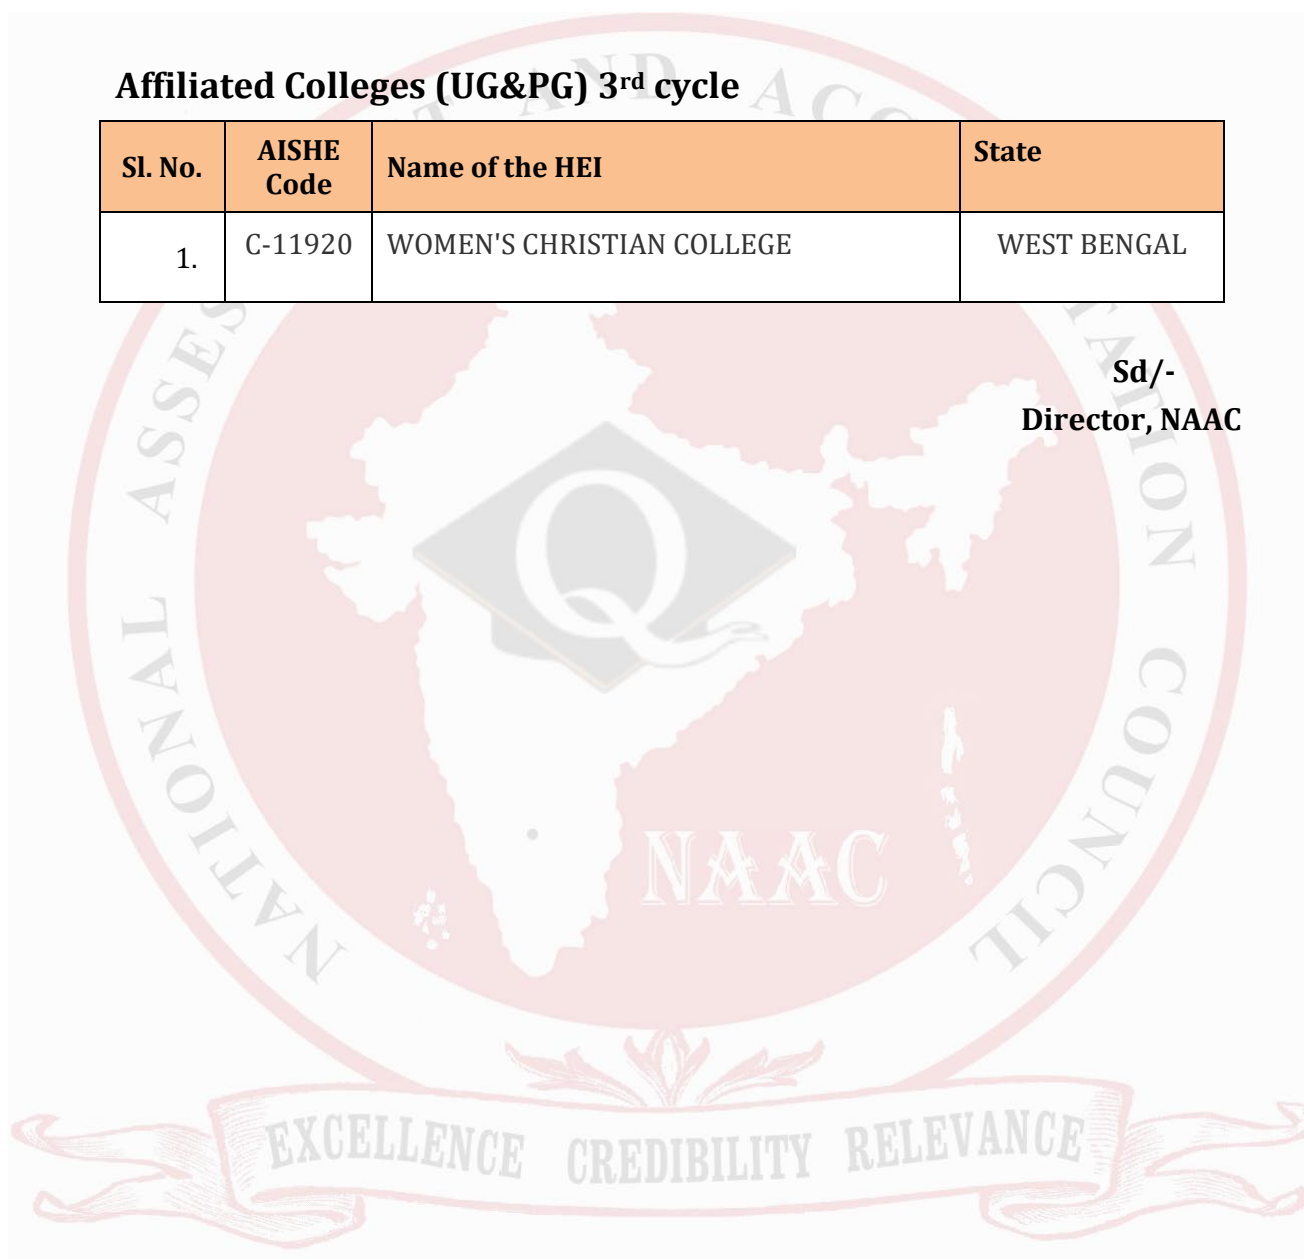 Affiliated Colleges (UG&PG) 3rd cycle
Sl. No. AISHE Code Name of the HEI State
1. C-11920 WOMEN'S CHRISTIAN COLLEGE WEST BENGAL
Sd/-
Director, NAAC
NATIONAL ASSESSMENT AND ACCREDITATION COUNCIL
NAAC
EXCELLENCE CREDIBILITY RELEVANCE